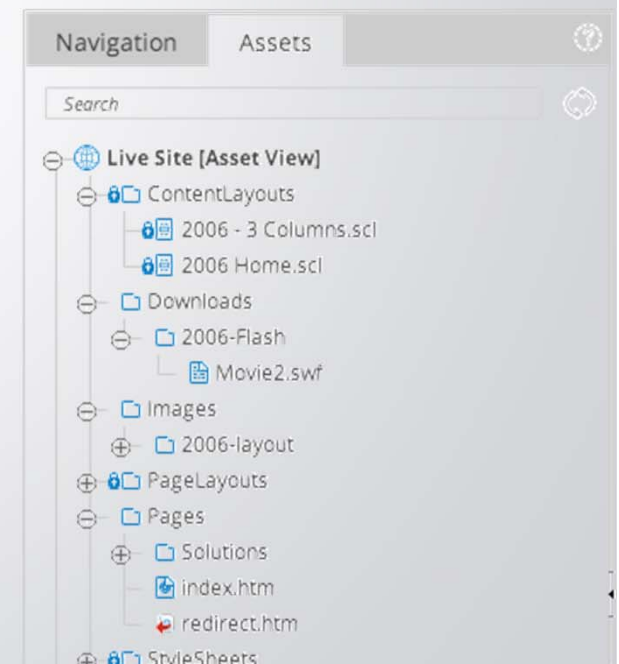 Navigation
Assets
Search
Live Site [Asset View]
ContentLayouts
2006 - 3 Columns.scl
2006 Home.scl
Downloads
2006-Flash
Movie2.swf
Images
2006-layout
PageLayouts
Pages
Solutions
index.htm
redirect.htm
StyleSheets